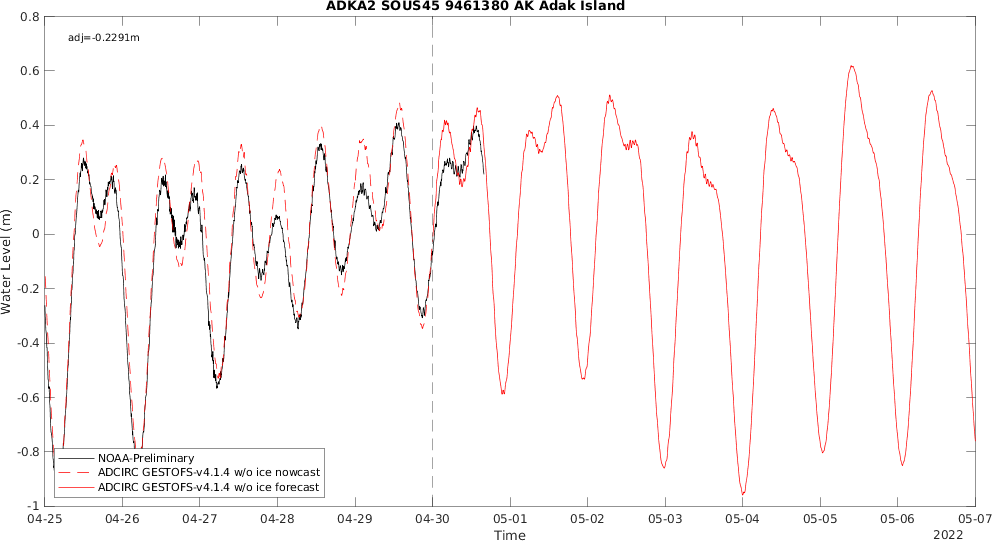 ADKA2 SOUS45 9461380 AK Adak Island
adj=-0.2291m
0.8
0.6
0.4
0.2
0
-0.2
-0.4
-0.6
-0.8
-1
Water Level (m)
NOAA-Preliminary
ADCIRC GESTOFS-v4.1.4 w/o ice nowcast
ADCIRC GESTOFS-v4.1.4 w/o ice forecast
04-25 04-26 04-27 04-28 04-29 04-30 05-01 05-02 05-03 05-04 05-05 05-06 05-07
Time
2022